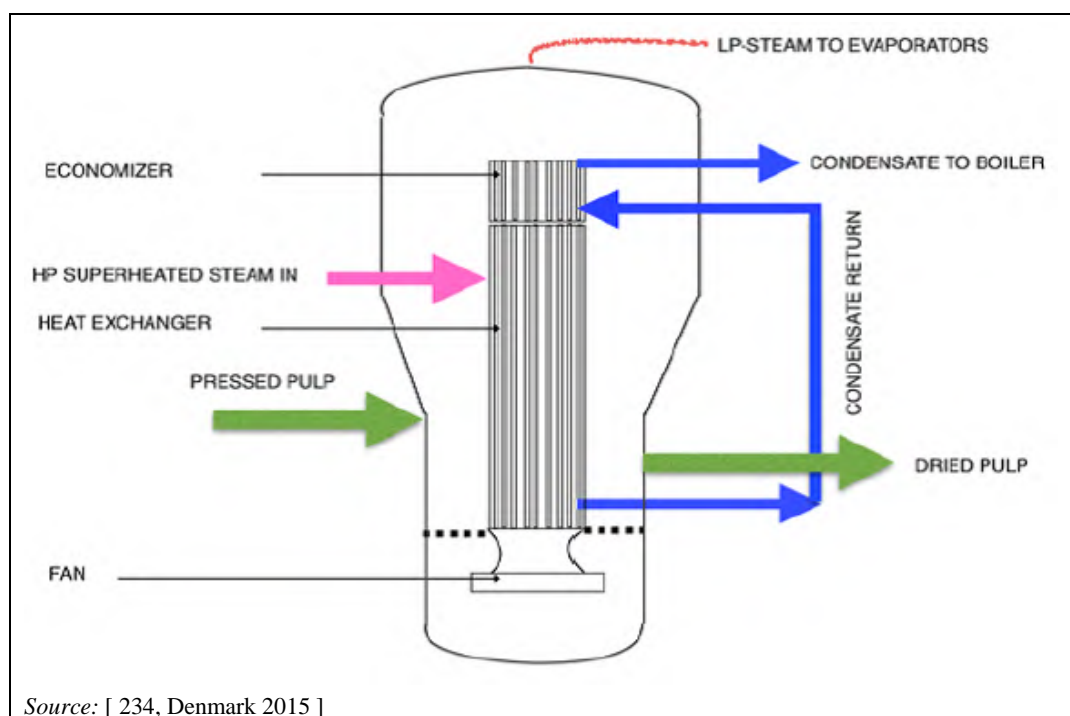 LP-STEAM TO EVAPORATORS
ECONOMIZER
CONDENSATE TO BOILER
HP SUPERHEATED STEAM IN
HEAT EXCHANGER
CONDENSATE RETURN
PRESSED PULP
DRIED PULP
FAN
Source: [ 234, Denmark 2015 ]